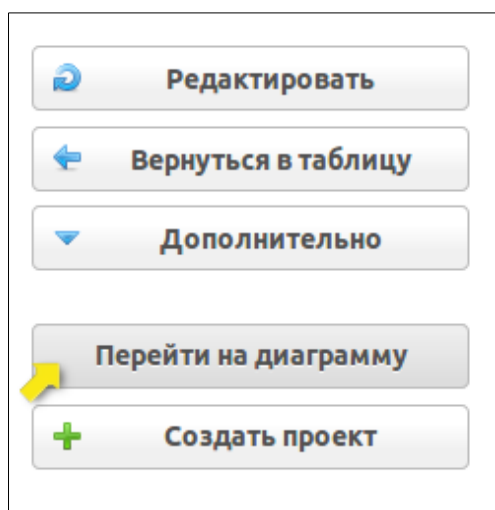 Редактировать
Вернуться в таблицу
Дополнительно
Перейти на диаграмму
Создать проект